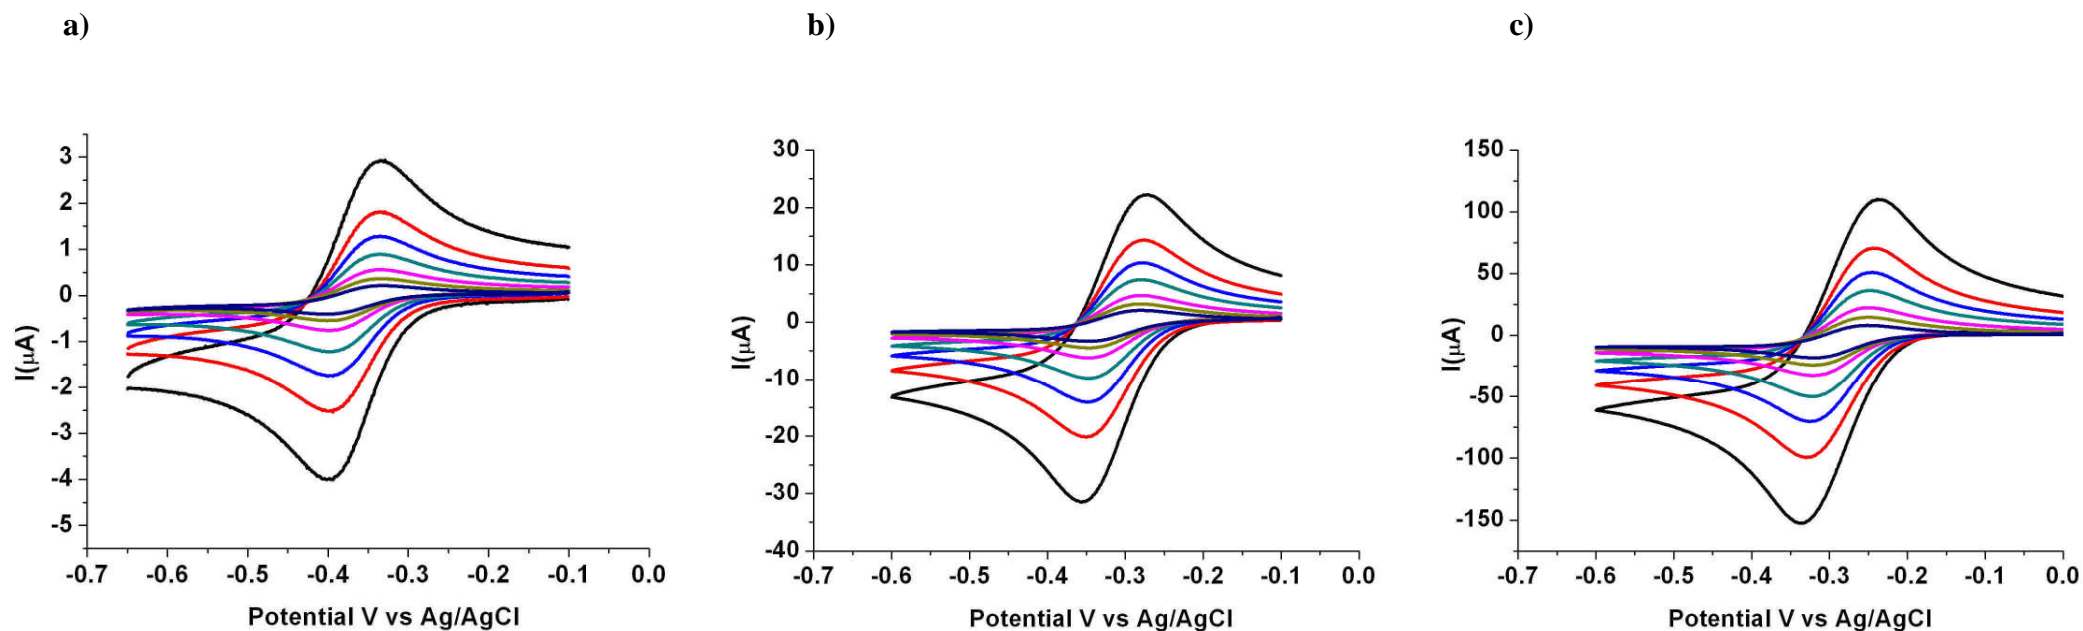 a)
b)
c)
3
2
1
0
-1
-2
-3
-4
-5
I(μA)
-0.7 -0.6 -0.5 -0.4 -0.3 -0.2 -0.1 0.0
Potential V vs Ag/AgCl
30
20
10
0
-10
-20
-30
-40
I(μA)
-0.7 -0.6 -0.5 -0.4 -0.3 -0.2 -0.1 0.0
Potential V vs Ag/AgCl
150
100
50
0
-50
-100
-150
I(μA)
-0.7 -0.6 -0.5 -0.4 -0.3 -0.2 -0.1 0.0
Potential V vs Ag/AgCl